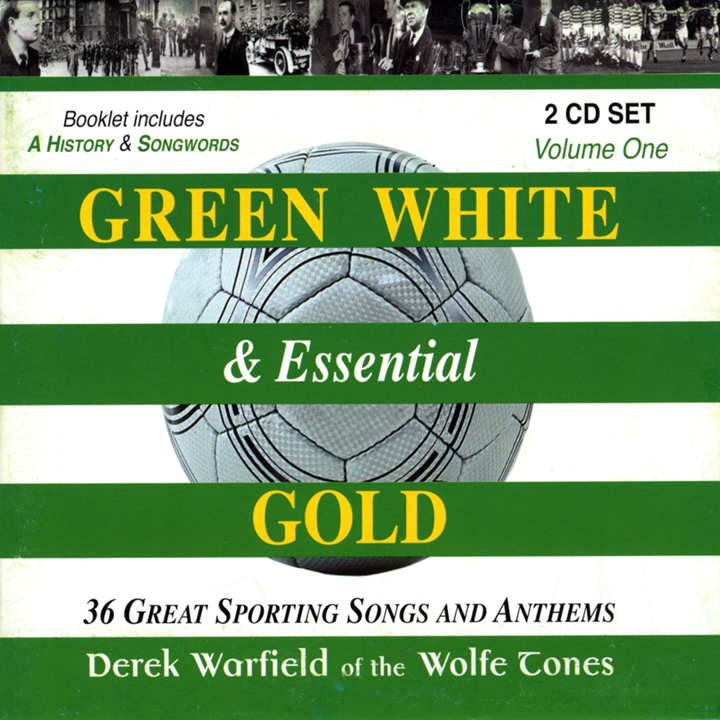 Booklet includes
A HISTORY & SONGWORDS
2 CD SET
Volume One
GREEN WHITE
& Essential
GOLD
36 GREAT SPORTING SONGS AND ANTHEMS
Derek Warfield of the Wolfe Tones